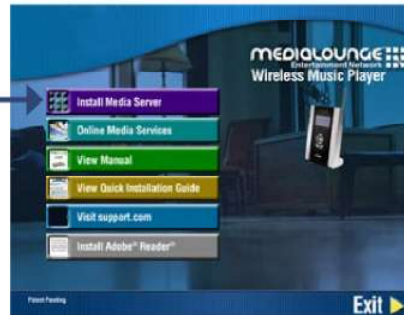 MEDIALOUNGE
Entertainment Network
Wireless Music Player
Install Media Server
Online Media Services
View Manual
View Quick Installation Guide
Visit support.com
Install Adobe® Reader®
Patent Pending
Exit